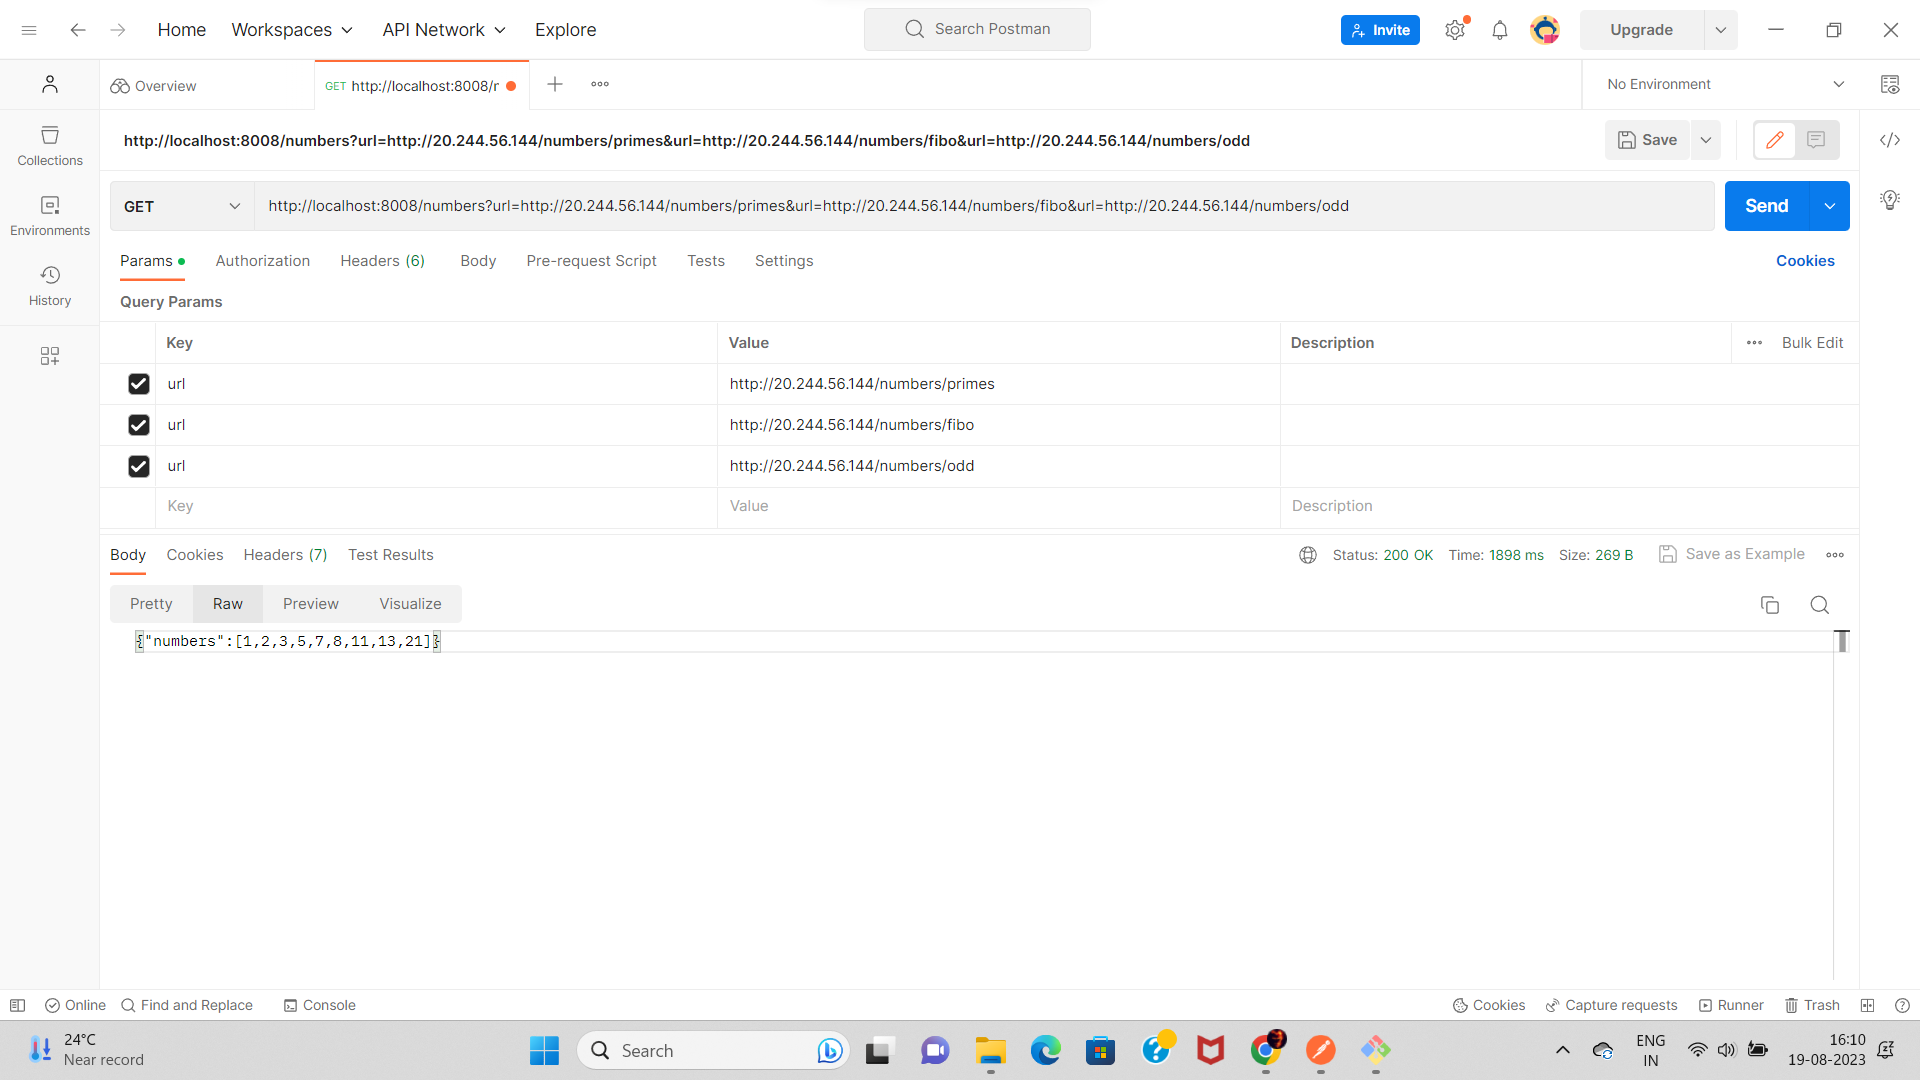 Home
Workspaces
API Network
Explore
Search Postman
Invite
Upgrade
Overview
GET http://localhost:8008/r
No Environment
http://localhost:8008/numbers?url=http://20.244.56.144/numbers/primes&url=http://20.244.56.144/numbers/fibo&url=http://20.244.56.144/numbers/odd
Save
Collections
Environments
History
GET
http://localhost:8008/numbers?url=http://20.244.56.144/numbers/primes&url=http://20.244.56.144/numbers/fibo&url=http://20.244.56.144/numbers/odd
Send
Params
Authorization
Headers (6)
Body
Pre-request Script
Tests
Settings
Cookies
Query Params
Key
Value
Description
Bulk Edit
url
http://20.244.56.144/numbers/primes
url
http://20.244.56.144/numbers/fibo
url
http://20.244.56.144/numbers/odd
Key
Value
Description
Body
Cookies
Headers (7)
Test Results
Status: 200 OK
Time: 1898 ms
Size: 269 B
Save as Example
Pretty
Raw
Preview
Visualize
{"numbers":[1,2,3,5,7,8,11,13,21]}
Online
Find and Replace
Console
Cookies
Capture requests
Runner
Trash
24°C
Near record
Search
ENG
IN
16:10
19-08-2023